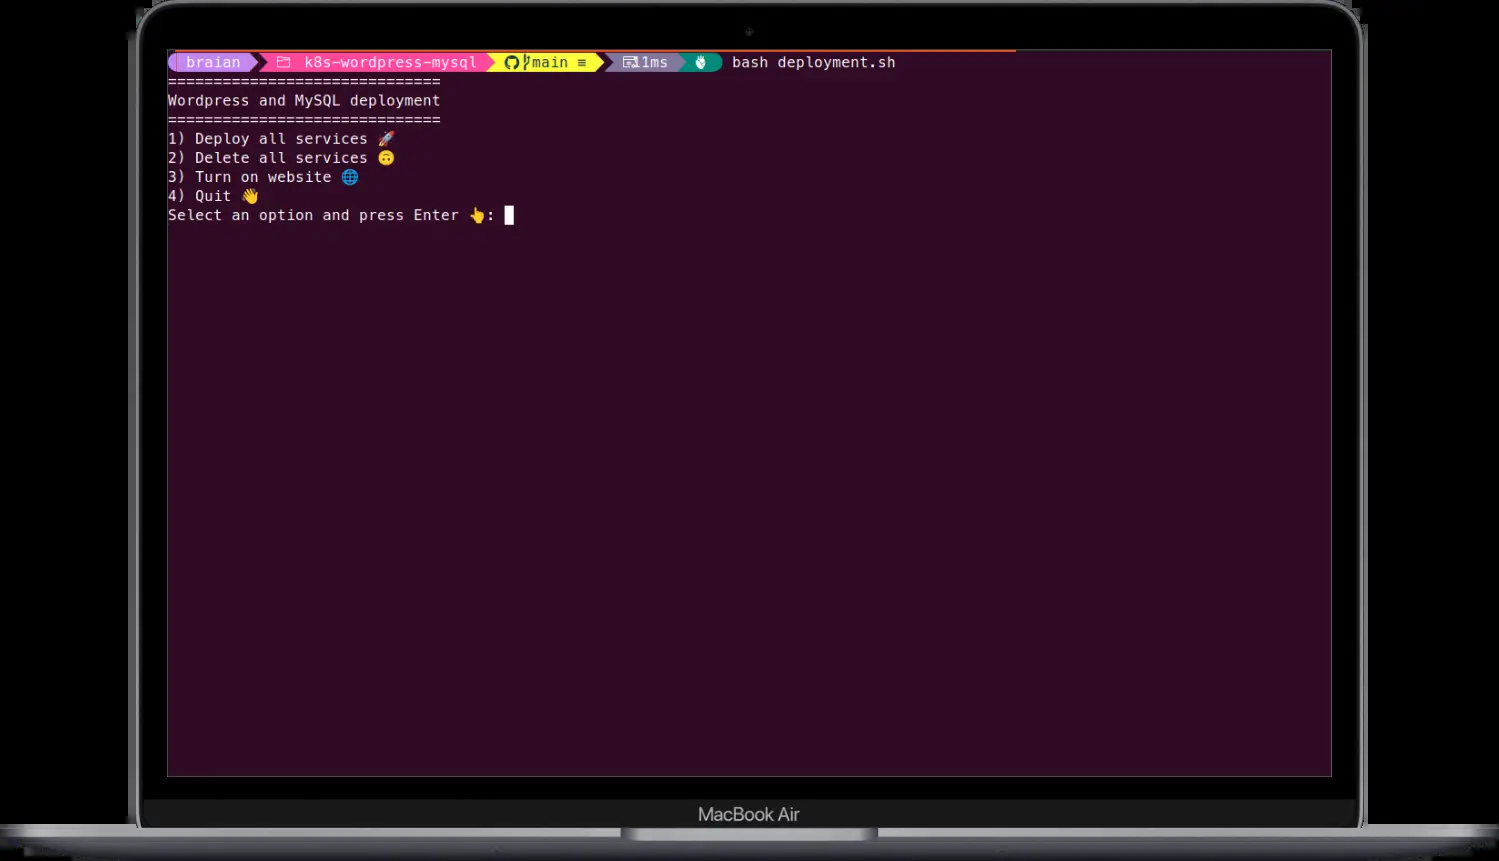 braian k8s-wordpress-mysql main ≡ 11ms bash deployment.sh
==============================
Wordpress and MySQL deployment
==============================
1) Deploy all services 🚀
2) Delete all services 🙃
3) Turn on website 🌐
4) Quit 👋
Select an option and press Enter 👆:
MacBook Air